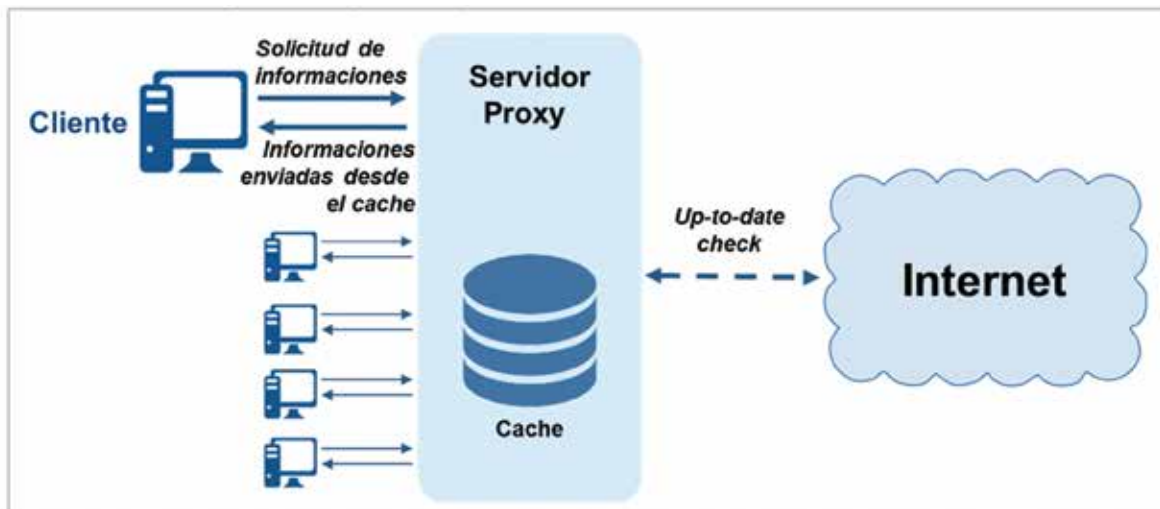 Solicitud de
informaciones
Cliente
Informaciones
enviadas desde
el cache
Servidor
Proxy
Cache
Up-to-date
check
Internet